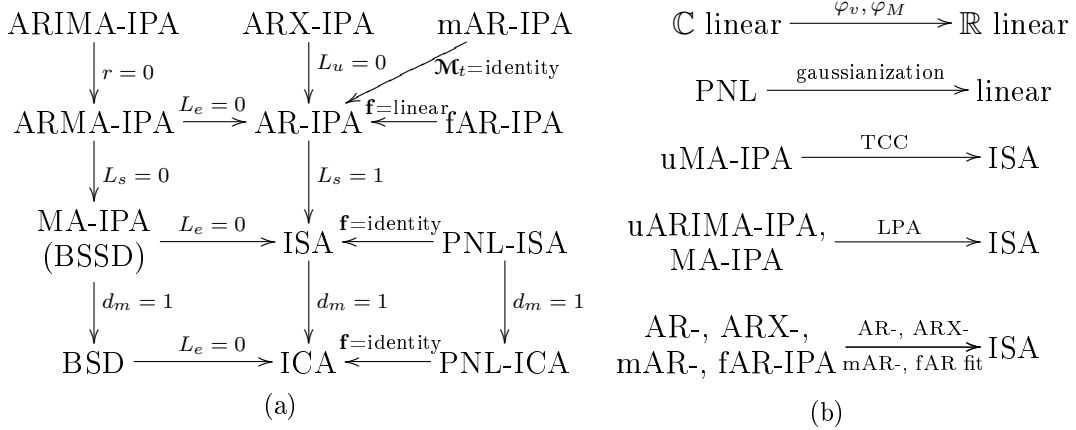 ARIMA-IPA ARX-IPA mAR-IPA
r = 0 L_u = 0 𝓜_t=identity
ARMA-IPA L_e = 0 AR-IPA f=linear fAR-IPA
L_s = 0 L_s = 1
MA-IPA
(BSSD) L_e = 0 ISA f=identity PNL-ISA
d_m = 1 d_m = 1 d_m = 1
BSD L_e = 0 ICA f=identity PNL-ICA
(a)
ℂ linear φ_v, φ_M ℝ linear
PNL gaussianization linear
uMA-IPA TCC ISA
uARIMA-IPA,
MA-IPA LPA ISA
AR-, ARX-,
mAR-, fAR-IPA AR-, ARX- mAR-, fAR fit ISA
(b)